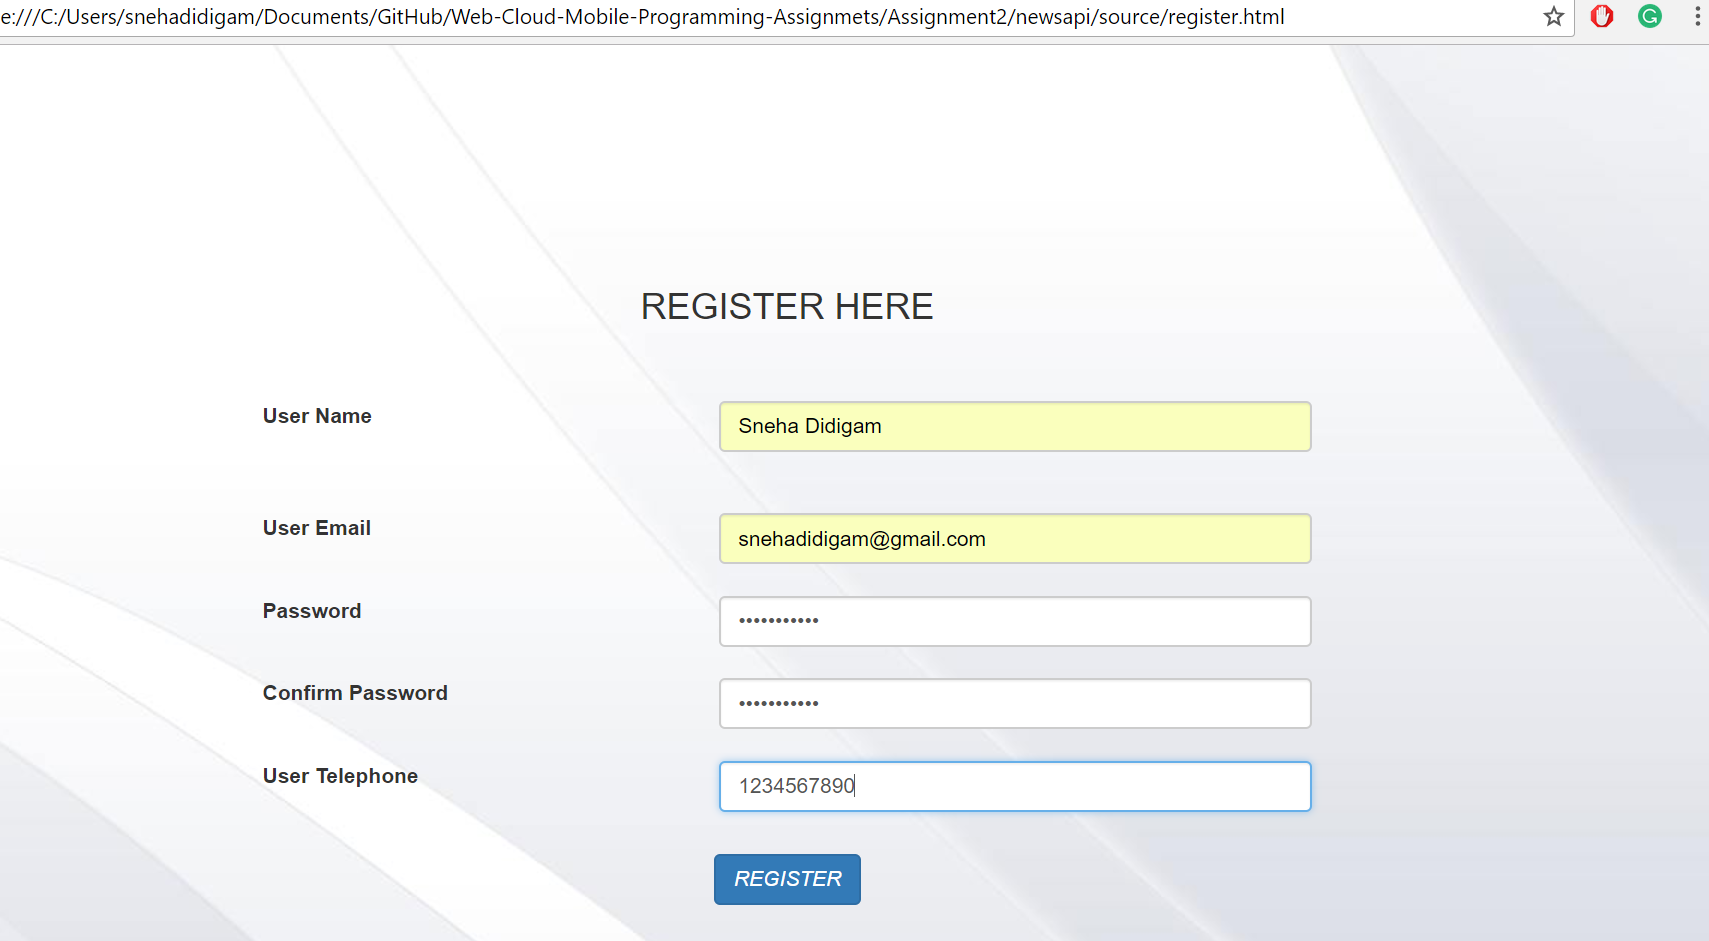 e:///C:/Users/snehadidigam/Documents/GitHub/Web-Cloud-Mobile-Programming-Assignmets/Assignment2/newsapi/source/register.html
G
REGISTER HERE
User Name
Sneha Didigam
User Email
snehadidigam@gmail.com
Password
•••••••••••
Confirm Password
•••••••••••
User Telephone
1234567890
REGISTER